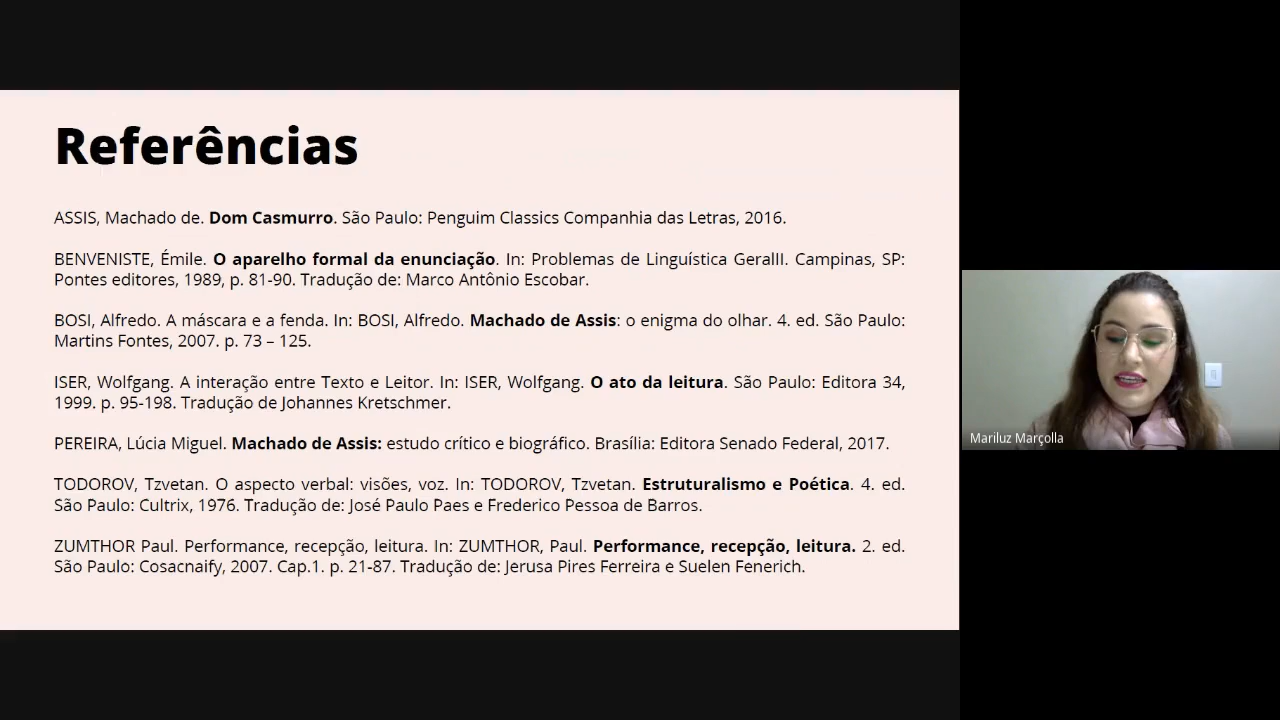 Referências
ASSIS, Machado de. Dom Casmurro. São Paulo: Penguim Classics Companhia das Letras, 2016.
BENVENISTE, Émile. O aparelho formal da enunciação. In: Problemas de Linguística GeralII. Campinas, SP:
Pontes editores, 1989, p. 81-90. Tradução de: Marco Antônio Escobar.
BOSI, Alfredo. A máscara e a fenda. In: BOSI, Alfredo. Machado de Assis: o enigma do olhar. 4. ed. São Paulo:
Martins Fontes, 2007. p. 73 – 125.
ISER, Wolfgang. A interação entre Texto e Leitor. In: ISER, Wolfgang. O ato da leitura. São Paulo: Editora 34,
1999. p. 95-198. Tradução de Johannes Kretschmer.
PEREIRA, Lúcia Miguel. Machado de Assis: estudo crítico e biográfico. Brasília: Editora Senado Federal, 2017.
TODOROV, Tzvetan. O aspecto verbal: visões, voz. In: TODOROV, Tzvetan. Estruturalismo e Poética. 4. ed.
São Paulo: Cultrix, 1976. Tradução de: José Paulo Paes e Frederico Pessoa de Barros.
ZUMTHOR Paul. Performance, recepção, leitura. In: ZUMTHOR, Paul. Performance, recepção, leitura. 2. ed.
São Paulo: Cosacnaify, 2007. Cap.1. p. 21-87. Tradução de: Jerusa Pires Ferreira e Suelen Fenerich.
Mariluz Marçolla